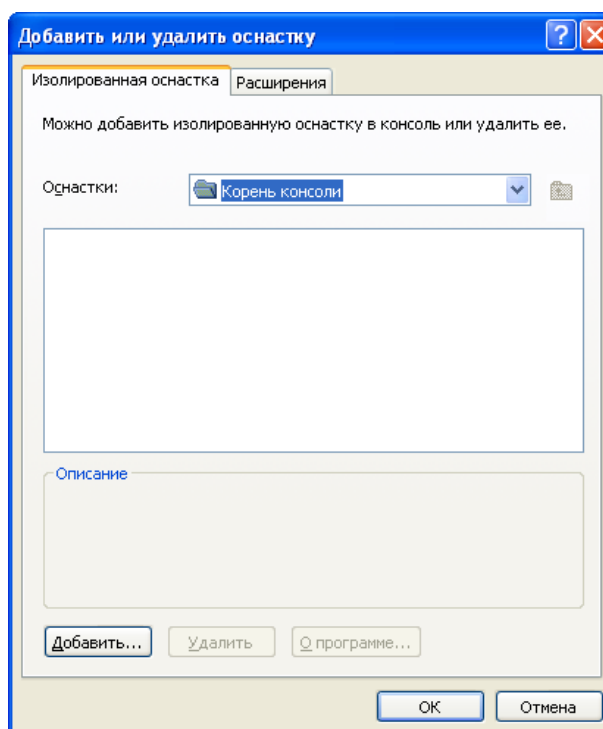 Добавить или удалить оснастку
Изолированная оснастка Расширения
Можно добавить изолированную оснастку в консоль или удалить ее.
Оснастки: Корень консоли
Описание
Добавить... Удалить О программе...
ОК Отмена